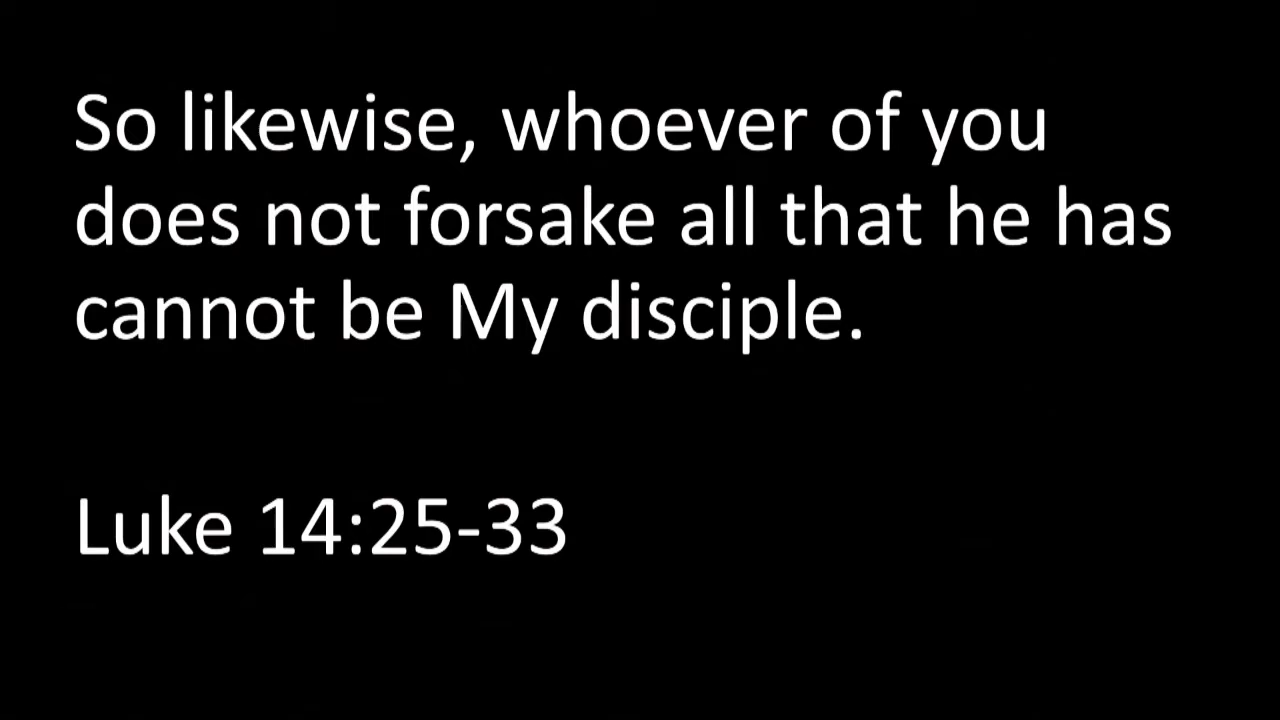 So likewise, whoever of you
does not forsake all that he has
cannot be My disciple.
Luke 14:25-33